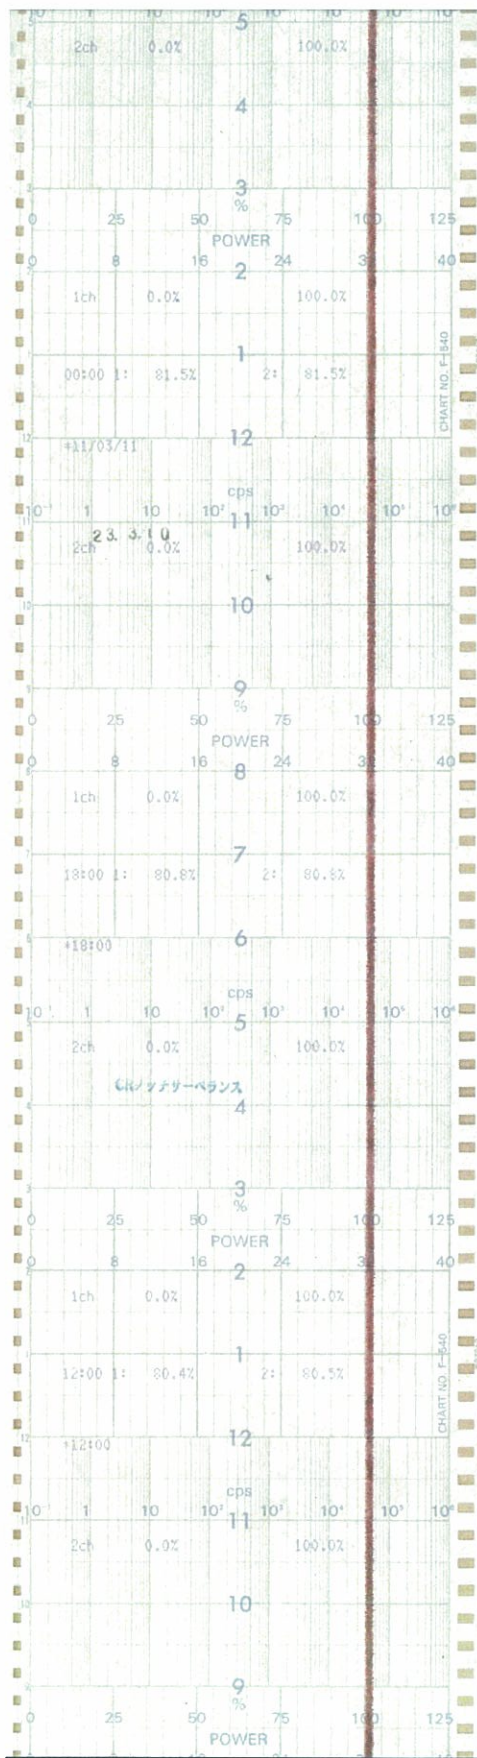 5
2ch 0.0% 100.0%
4
3
%
0 25 50 75 100 125
POWER
0 8 16 24 32 40
2
1ch 0.0% 100.0%
1
00:00 1: 81.5% 2: 81.5%
CHART NO. F-640
12
+11/03/11
cps
10⁻¹ 1 10 10² 10³ 10⁴ 10⁵ 10⁶
11
23. 3.10
2ch 0.0% 100.0%
10
9
%
0 25 50 75 100 125
POWER
0 8 16 24 32 40
8
1ch 0.0% 100.0%
7
18:00 1: 80.8% 2: 80.8%
6
+18:00
cps
10⁻¹ 1 10 10² 10³ 10⁴ 10⁵ 10⁶
5
2ch 0.0% 100.0%
CRノッチサーベランス
4
3
%
0 25 50 75 100 125
POWER
0 8 16 24 32 40
2
1ch 0.0% 100.0%
1
12:00 1: 80.4% 2: 80.5%
CHART NO. F-640
12
+12:00
cps
10⁻¹ 1 10 10² 10³ 10⁴ 10⁵ 10⁶
11
2ch 0.0% 100.0%
10
9
%
0 25 50 75 100 125
POWER